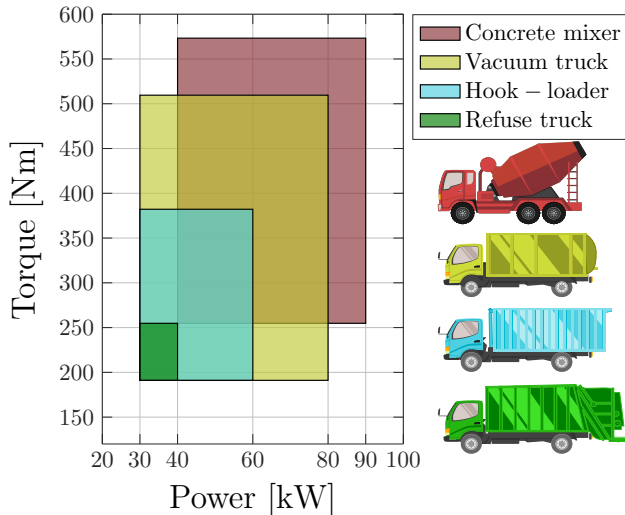 600
550
500
450
400
350
300
250
200
150
20
30
40
60
80
90
100
Torque [Nm]
Power [kW]
Concrete mixer
Vacuum truck
Hook – loader
Refuse truck